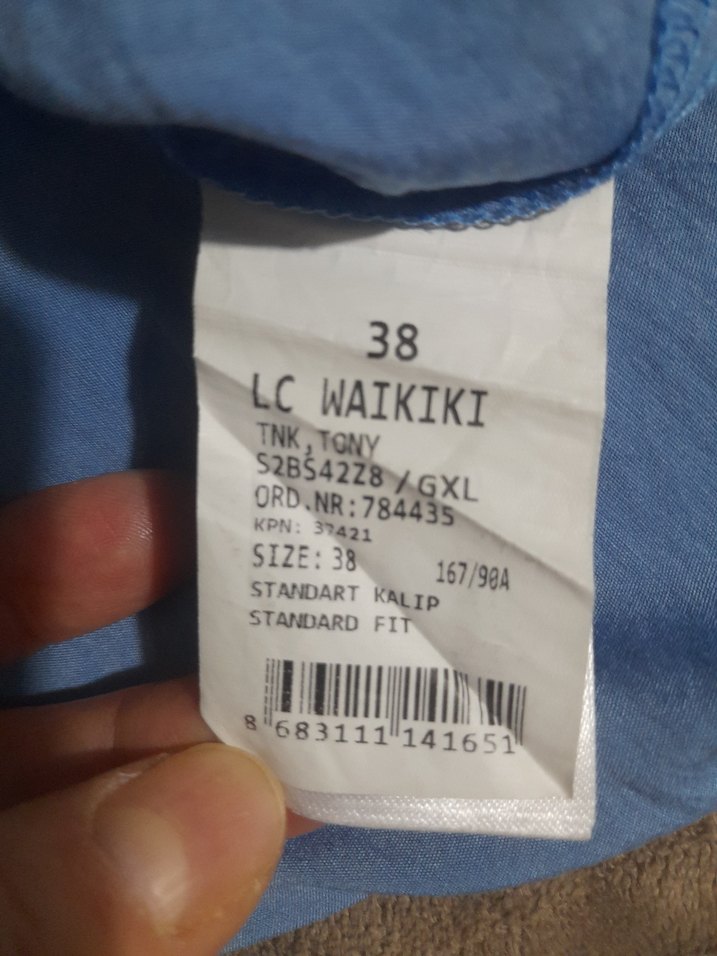 38
LC WAIKIKI
TNK,TONY
S2BS42Z8 /GXL
ORD.NR:784435
KPN: 37421
SIZE: 38 167/90A
STANDART KALIP
STANDARD FIT
8 683111 141651